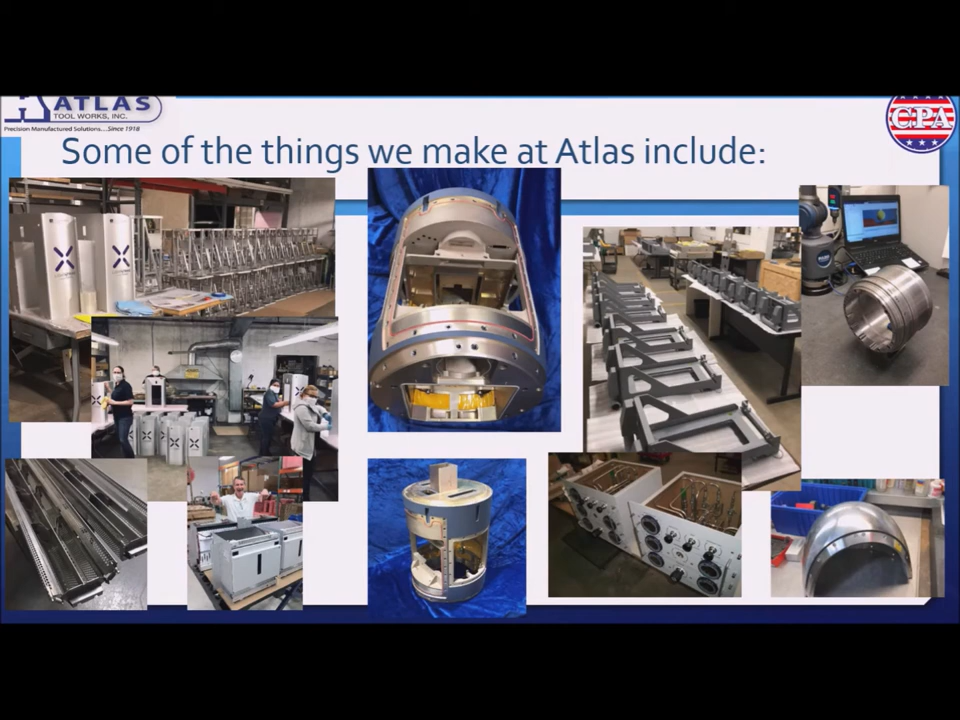 ATLAS
TOOL WORKS, INC.
Precision Manufactured Solutions...Since 1918
CPA
Some of the things we make at Atlas include: